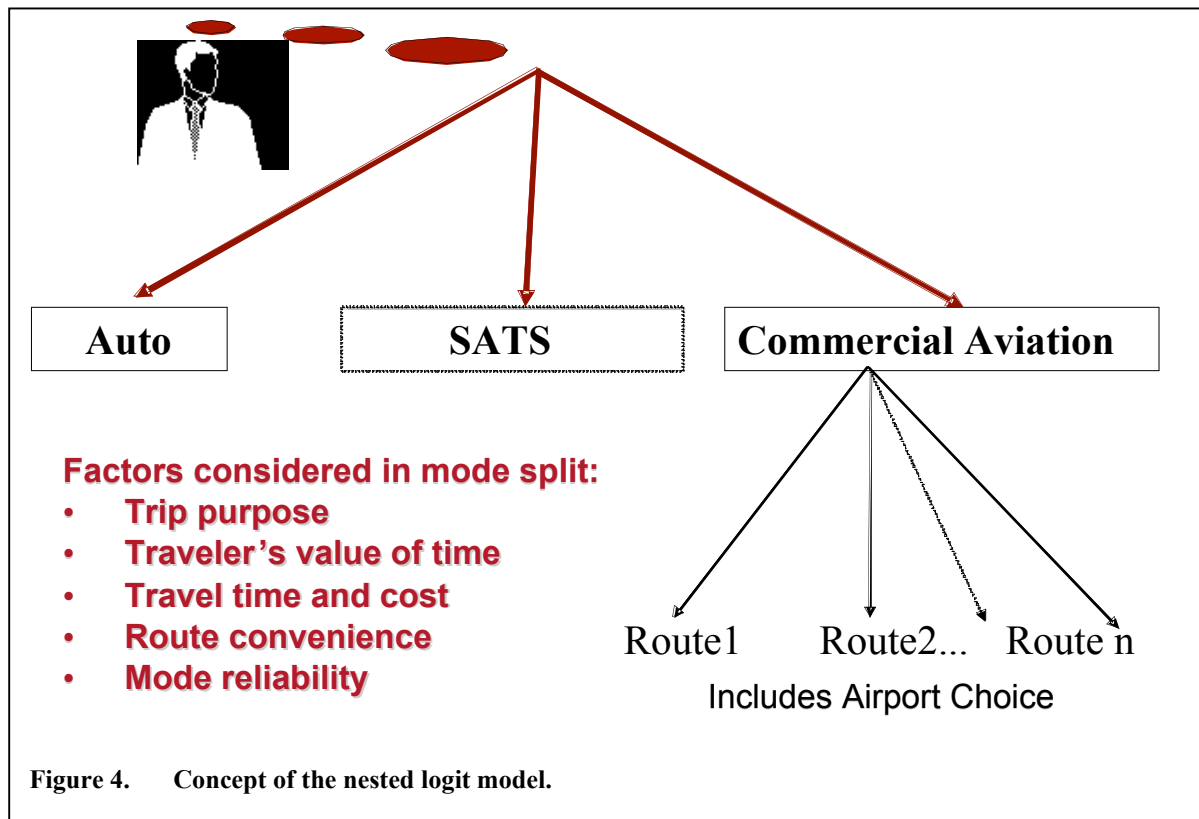 Auto
SATS
Commercial Aviation
Factors considered in mode split:
• Trip purpose
• Traveler’s value of time
• Travel time and cost
• Route convenience
• Mode reliability
Route1 Route2... Route n
Includes Airport Choice
Figure 4. Concept of the nested logit model.